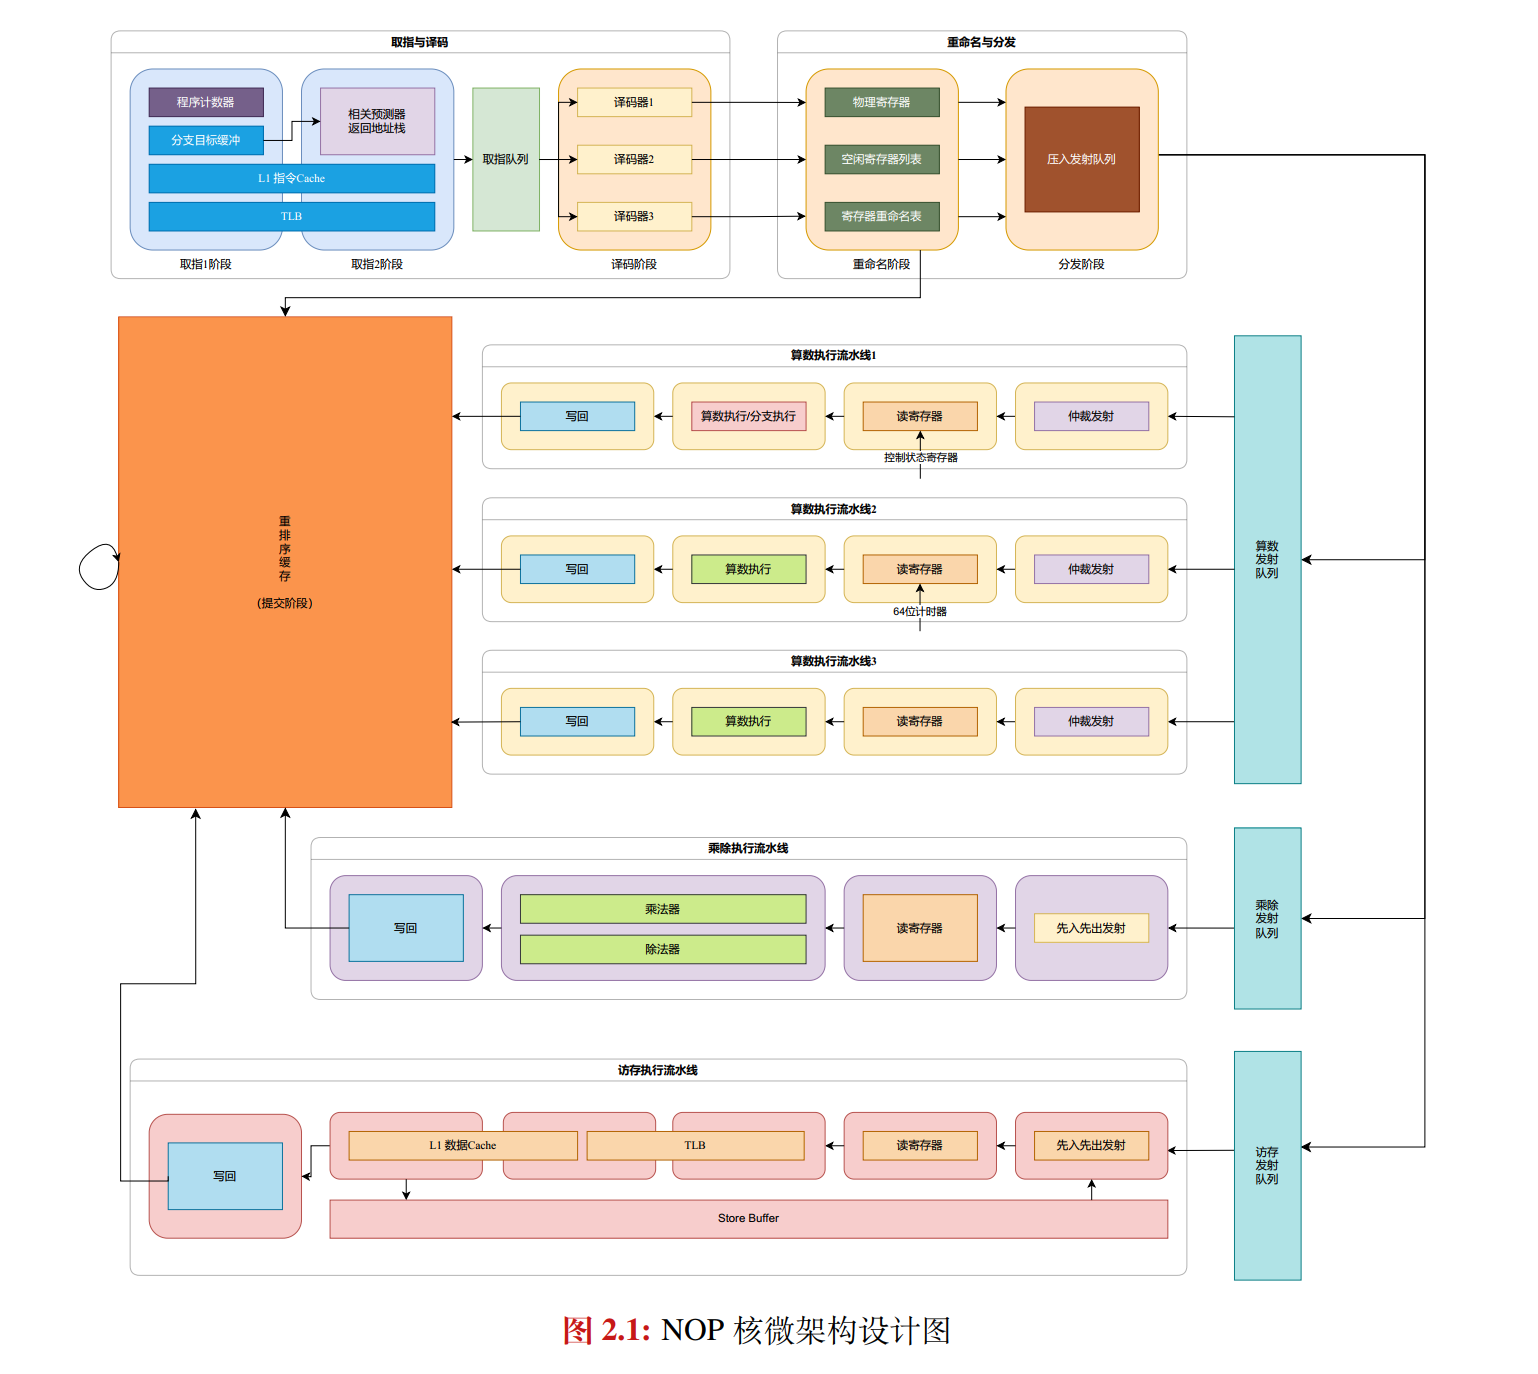 取指与译码
程序计数器
分支目标缓冲
相关预测器
返回地址栈
L1 指令Cache
TLB
取指1阶段
取指2阶段
取指队列
译码器1
译码器2
译码器3
译码阶段
重命名与分发
物理寄存器
空闲寄存器列表
寄存器重命名表
重命名阶段
压入发射队列
分发阶段
重
排
序
缓
存
(提交阶段)
算数执行流水线1
写回
算数执行/分支执行
读寄存器
仲裁发射
控制状态寄存器
算数执行流水线2
写回
算数执行
读寄存器
仲裁发射
64位计时器
算数执行流水线3
写回
算数执行
读寄存器
仲裁发射
算数
发射
队列
乘除执行流水线
写回
乘法器
除法器
读寄存器
先入先出发射
乘除
发射
队列
访存执行流水线
写回
L1 数据Cache
TLB
读寄存器
先入先出发射
Store Buffer
访存
发射
队列
图 2.1: NOP 核微架构设计图